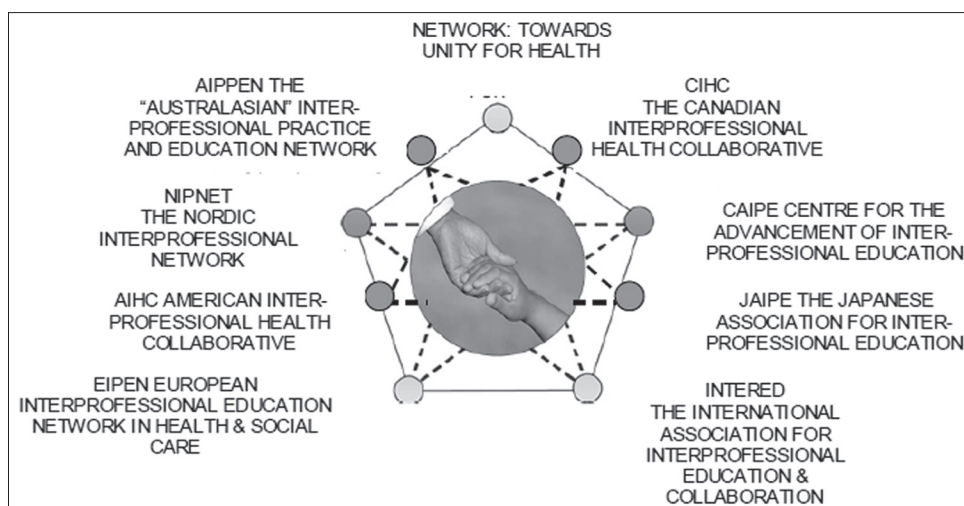 NETWORK: TOWARDS
UNITY FOR HEALTH
AIPPEN THE
“AUSTRALASIAN” INTER-
PROFESSIONAL PRACTICE
AND EDUCATION NETWORK
CIHC
THE CANADIAN
INTERPROFESSIONAL
HEALTH COLLABORATIVE
NIPNET
THE NORDIC
INTERPROFESSIONAL
NETWORK
CAIPE CENTRE FOR THE
ADVANCEMENT OF INTER-
PROFESSIONAL EDUCATION
AIHC AMERICAN INTER-
PROFESSIONAL HEALTH
COLLABORATIVE
JAIPE THE JAPANESE
ASSOCIATION FOR INTER-
PROFESSIONAL EDUCATION
EIPEN EUROPEAN
INTERPROFESSIONAL EDUCATION
NETWORK IN HEALTH & SOCIAL
CARE
INTERED
THE INTERNATIONAL
ASSOCIATION FOR
INTERPROFESSIONAL
EDUCATION &
COLLABORATION